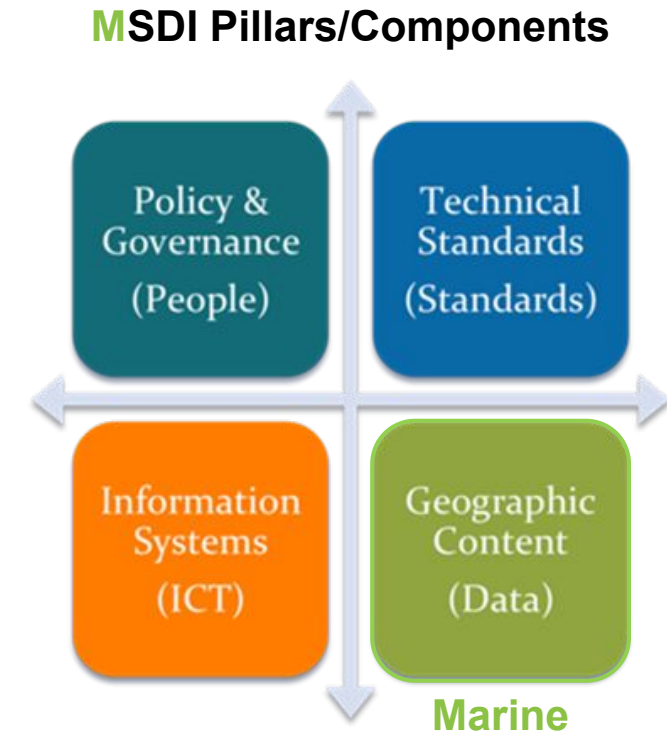 MSDI Pillars/Components
Policy &
Governance
(People)
Technical
Standards
(Standards)
Information
Systems
(ICT)
Geographic
Content
(Data)
Marine